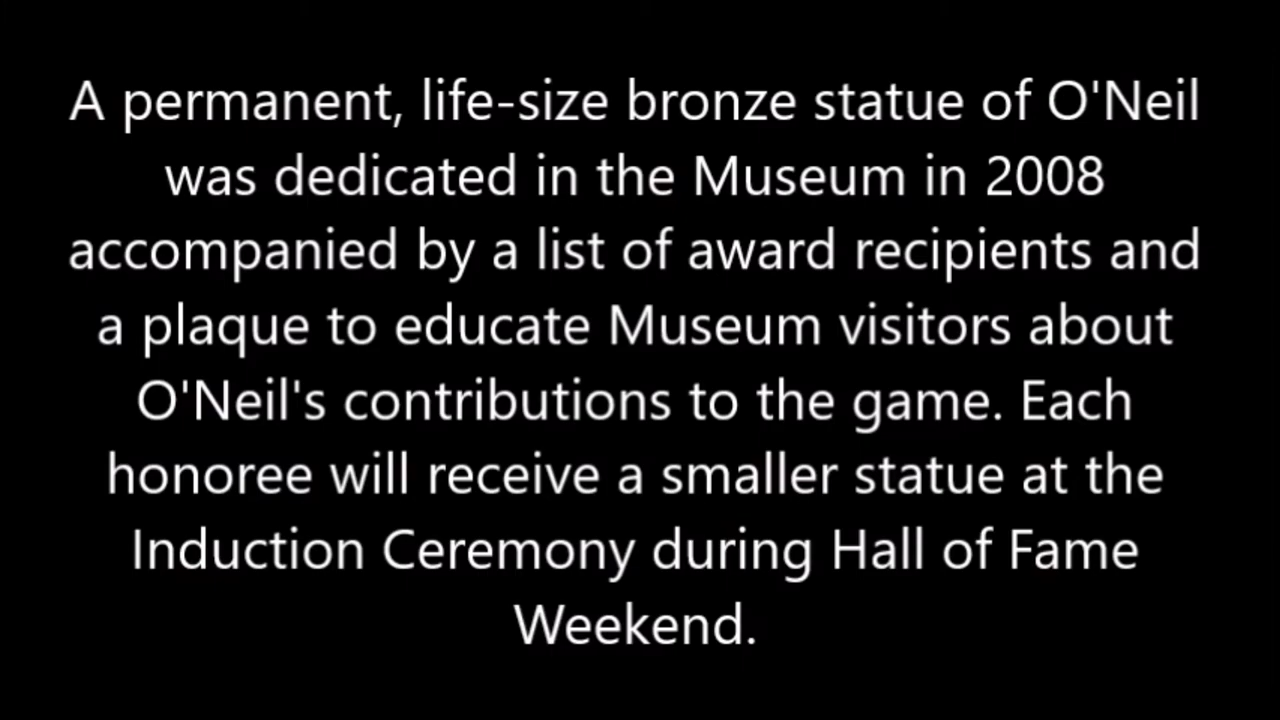 A permanent, life-size bronze statue of O'Neil
was dedicated in the Museum in 2008
accompanied by a list of award recipients and
a plaque to educate Museum visitors about
O'Neil's contributions to the game. Each
honoree will receive a smaller statue at the
Induction Ceremony during Hall of Fame
Weekend.